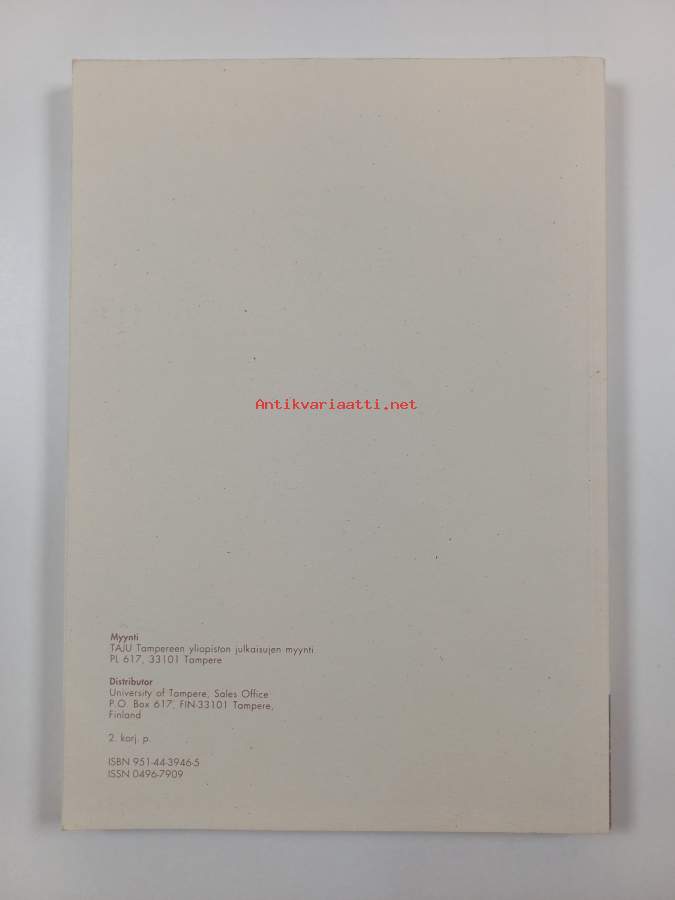 Antikvariaatti.net
Myynti
TAJU Tampereen yliopiston julkaisujen myynti
PL 617, 33101 Tampere
Distributor
University of Tampere, Sales Office
P.O. Box 617, FIN-33101 Tampere,
Finland
2. korj. p.
ISBN 951-44-3946-5
ISSN 0496-7909